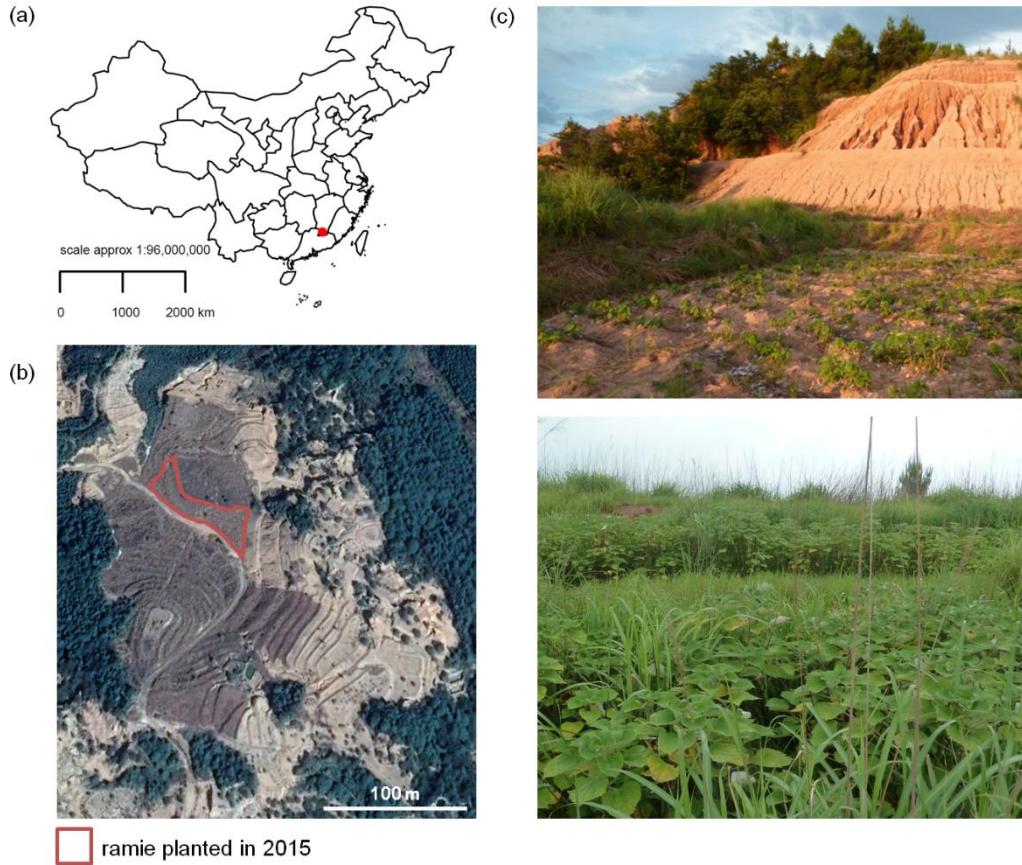 (a)
scale approx 1:96,000,000
0 1000 2000 km
(b)
100 m
ramie planted in 2015
(c)